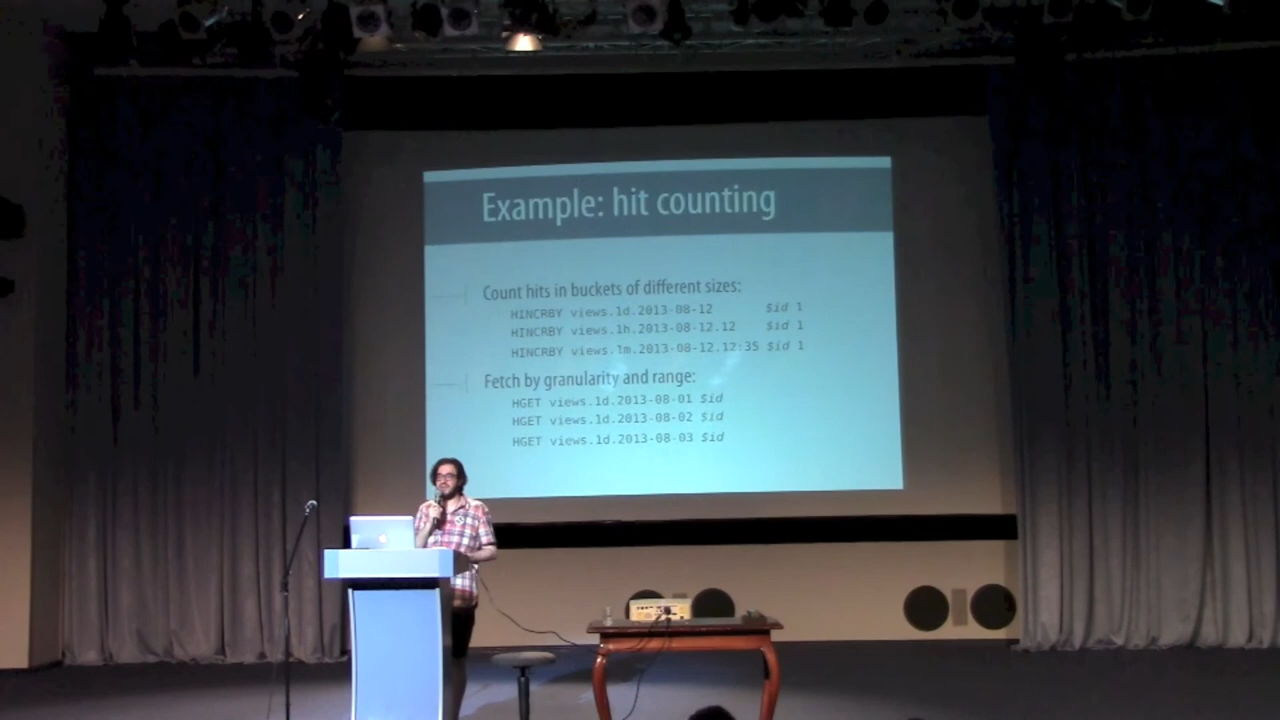 Example: hit counting
Count hits in buckets of different sizes:
HINCRBY views.1d.2013-08-12 $id 1
HINCRBY views.1h.2013-08-12.12 $id 1
HINCRBY views.1m.2013-08-12.12:35 $id 1
Fetch by granularity and range:
HGET views.1d.2013-08-01 $id
HGET views.1d.2013-08-02 $id
HGET views.1d.2013-08-03 $id